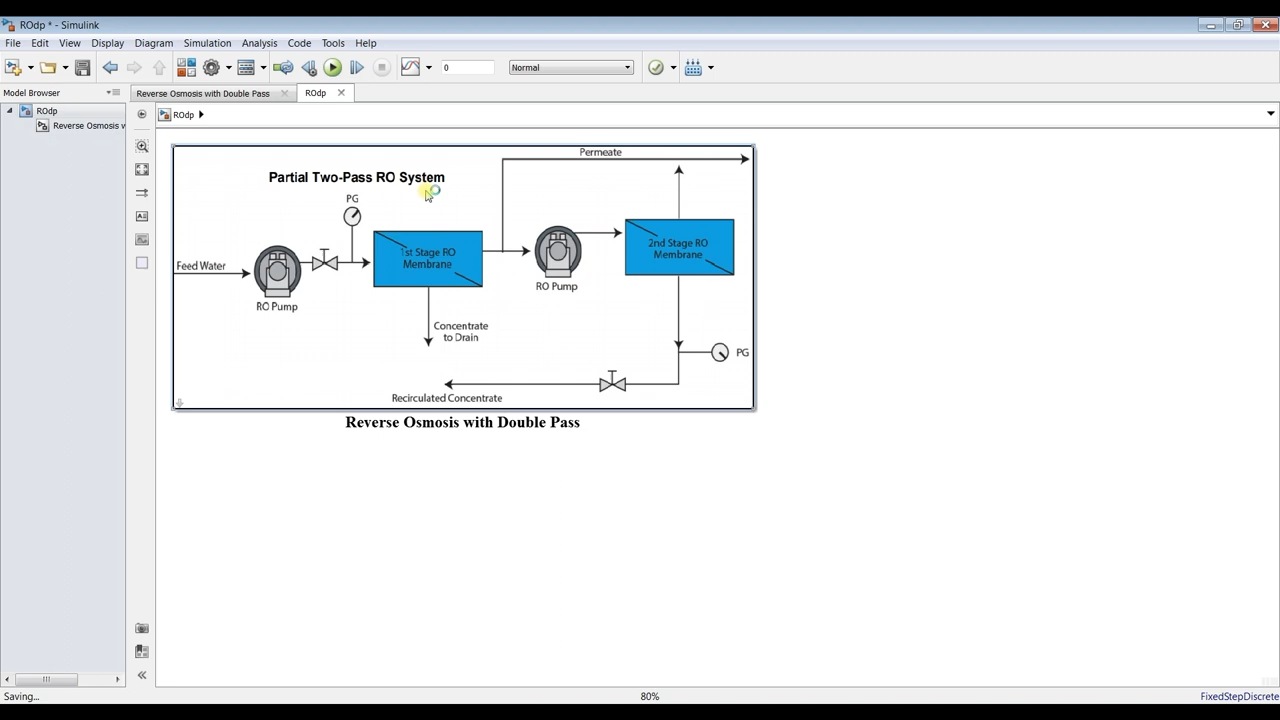 ROdp * - Simulink
File Edit View Display Diagram Simulation Analysis Code Tools Help
0
Normal
Model Browser
Reverse Osmosis with Double Pass
ROdp
ROdp
ROdp
Reverse Osmosis w
Permeate
Partial Two-Pass RO System
PG
Feed Water
RO Pump
1st Stage RO
Membrane
RO Pump
2nd Stage RO
Membrane
Concentrate
to Drain
PG
Recirculated Concentrate
Reverse Osmosis with Double Pass
Saving...
80%
FixedStepDiscrete